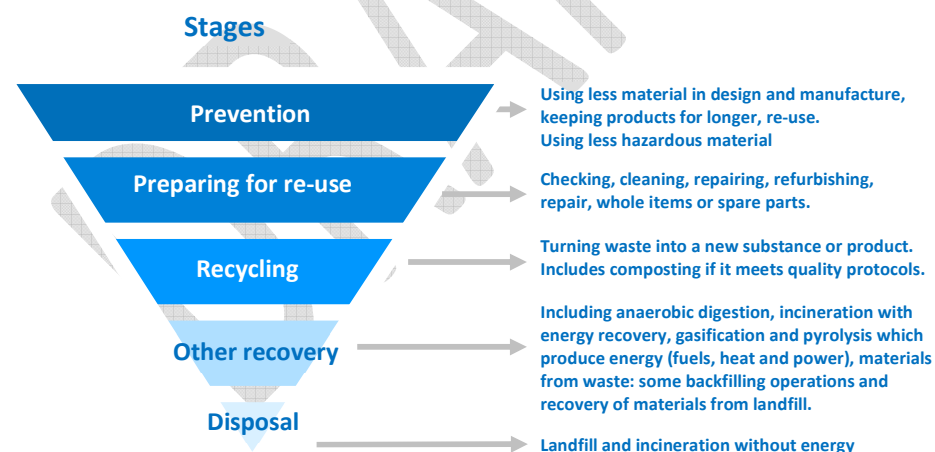 Stages
Prevention
Using less material in design and manufacture,
keeping products for longer, re-use.
Using less hazardous material
Preparing for re-use
Checking, cleaning, repairing, refurbishing,
repair, whole items or spare parts.
Recycling
Turning waste into a new substance or product.
Includes composting if it meets quality protocols.
Other recovery
Including anaerobic digestion, incineration with
energy recovery, gasification and pyrolysis which
produce energy (fuels, heat and power), materials
from waste: some backfilling operations and
recovery of materials from landfill.
Disposal
Landfill and incineration without energy